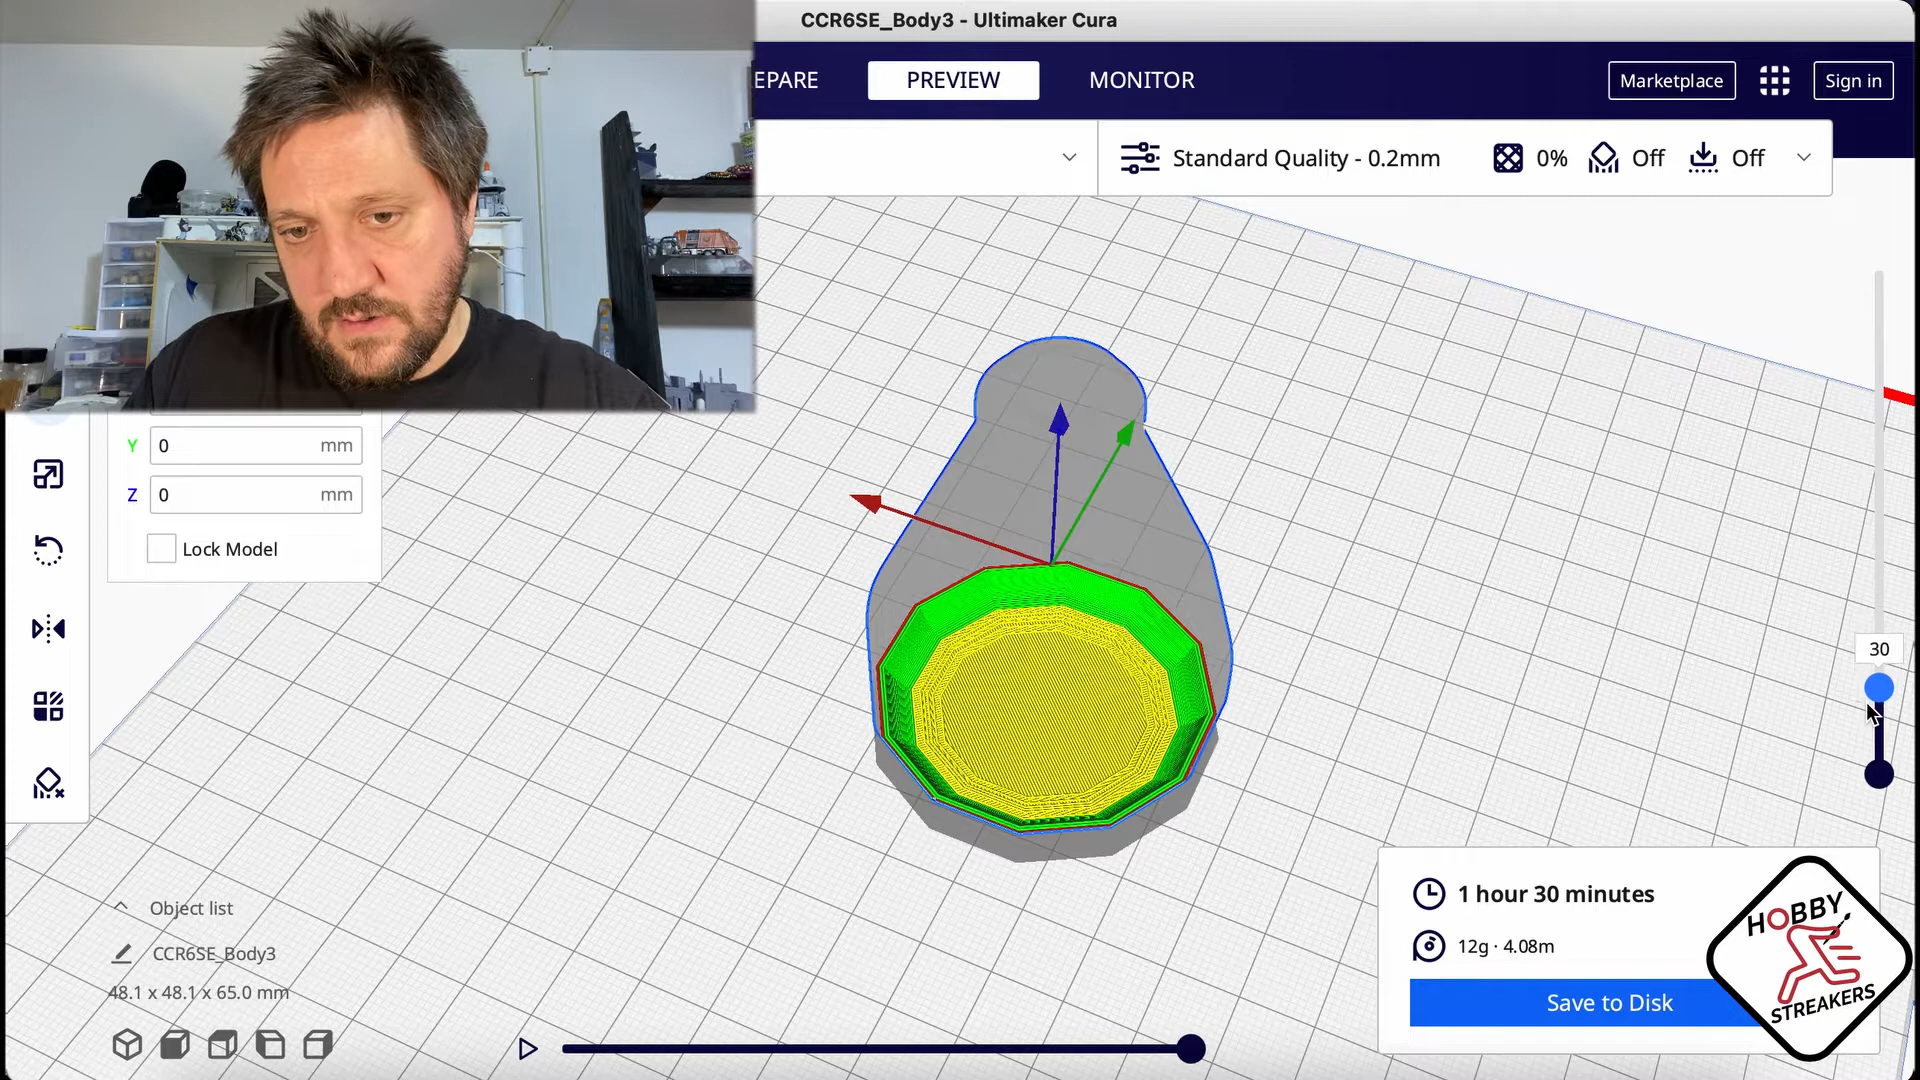 CCR6SE_Body3 - Ultimaker Cura
EPARE
PREVIEW
MONITOR
Marketplace
Sign in
Standard Quality - 0.2mm
0%
Off
Off
Y 0 mm
Z 0 mm
Lock Model
30
Object list
CCR6SE_Body3
48.1 x 48.1 x 65.0 mm
1 hour 30 minutes
12g · 4.08m
Save to Disk
HOBBY
STREAKERS